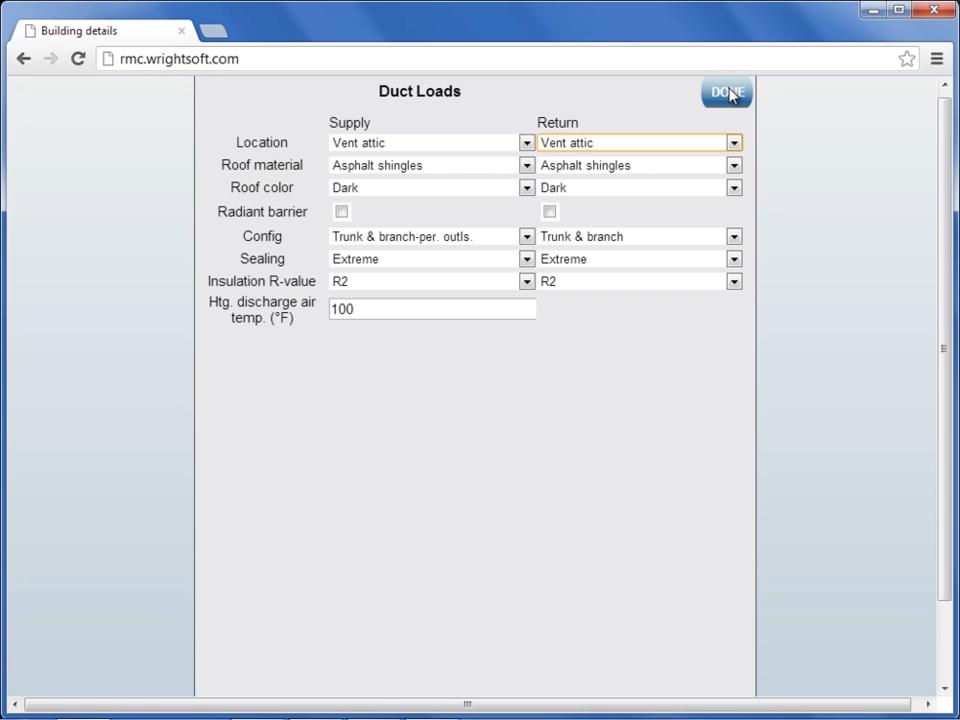 Building details
rmc.wrightsoft.com
Duct Loads
DONE
Supply Return
Location Vent attic Vent attic
Roof material Asphalt shingles Asphalt shingles
Roof color Dark Dark
Radiant barrier
Config Trunk & branch-per. outls. Trunk & branch
Sealing Extreme Extreme
Insulation R-value R2 R2
Htg. discharge air
temp. (°F) 100